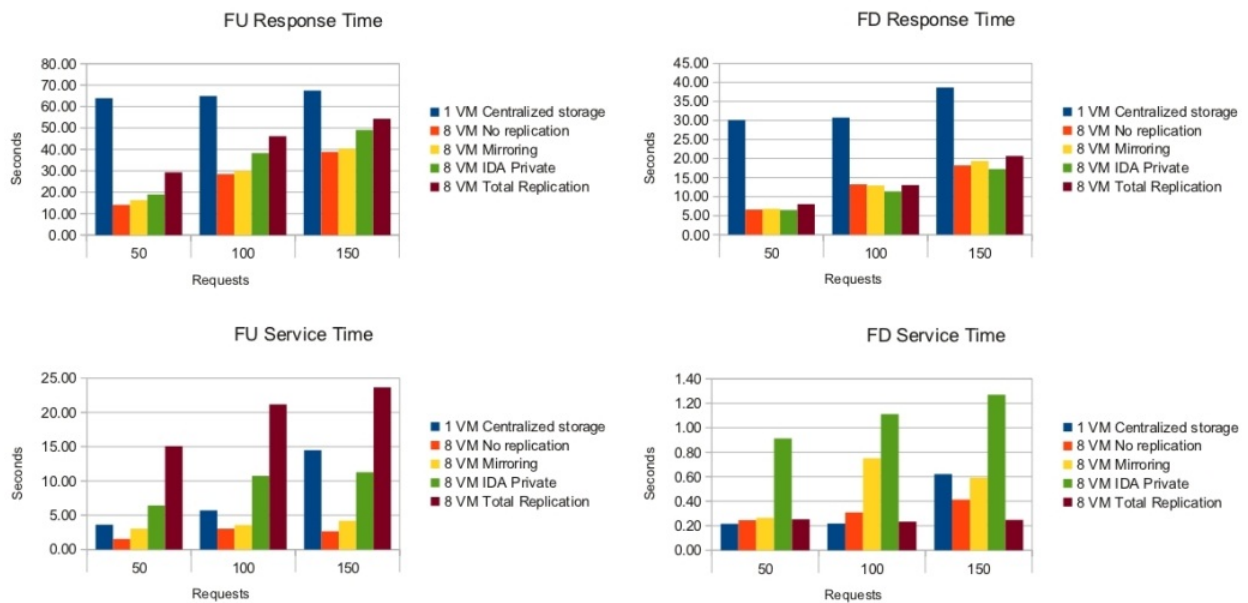 FU Response Time
80.00
70.00
60.00
50.00
40.00
30.00
20.00
10.00
0.00
Seconds
50 100 150
Requests
1 VM Centralized storage
8 VM No replication
8 VM Mirroring
8 VM IDA Private
8 VM Total Replication
FD Response Time
45.00
40.00
35.00
30.00
25.00
20.00
15.00
10.00
5.00
0.00
Seconds
50 100 150
Requests
1 VM Centralized storage
8 VM No replication
8 VM Mirroring
8 VM IDA Private
8 VM Total Replication
FU Service Time
25.00
20.00
15.00
10.00
5.00
0.00
Seconds
50 100 150
Requests
1 VM Centralized storage
8 VM No replication
8 VM Mirroring
8 VM IDA Private
8 VM Total Replication
FD Service Time
1.40
1.20
1.00
0.80
0.60
0.40
0.20
0.00
Seconds
50 100 150
Requests
1 VM Centralized storage
8 VM No replication
8 VM Mirroring
8 VM IDA Private
8 VM Total Replication